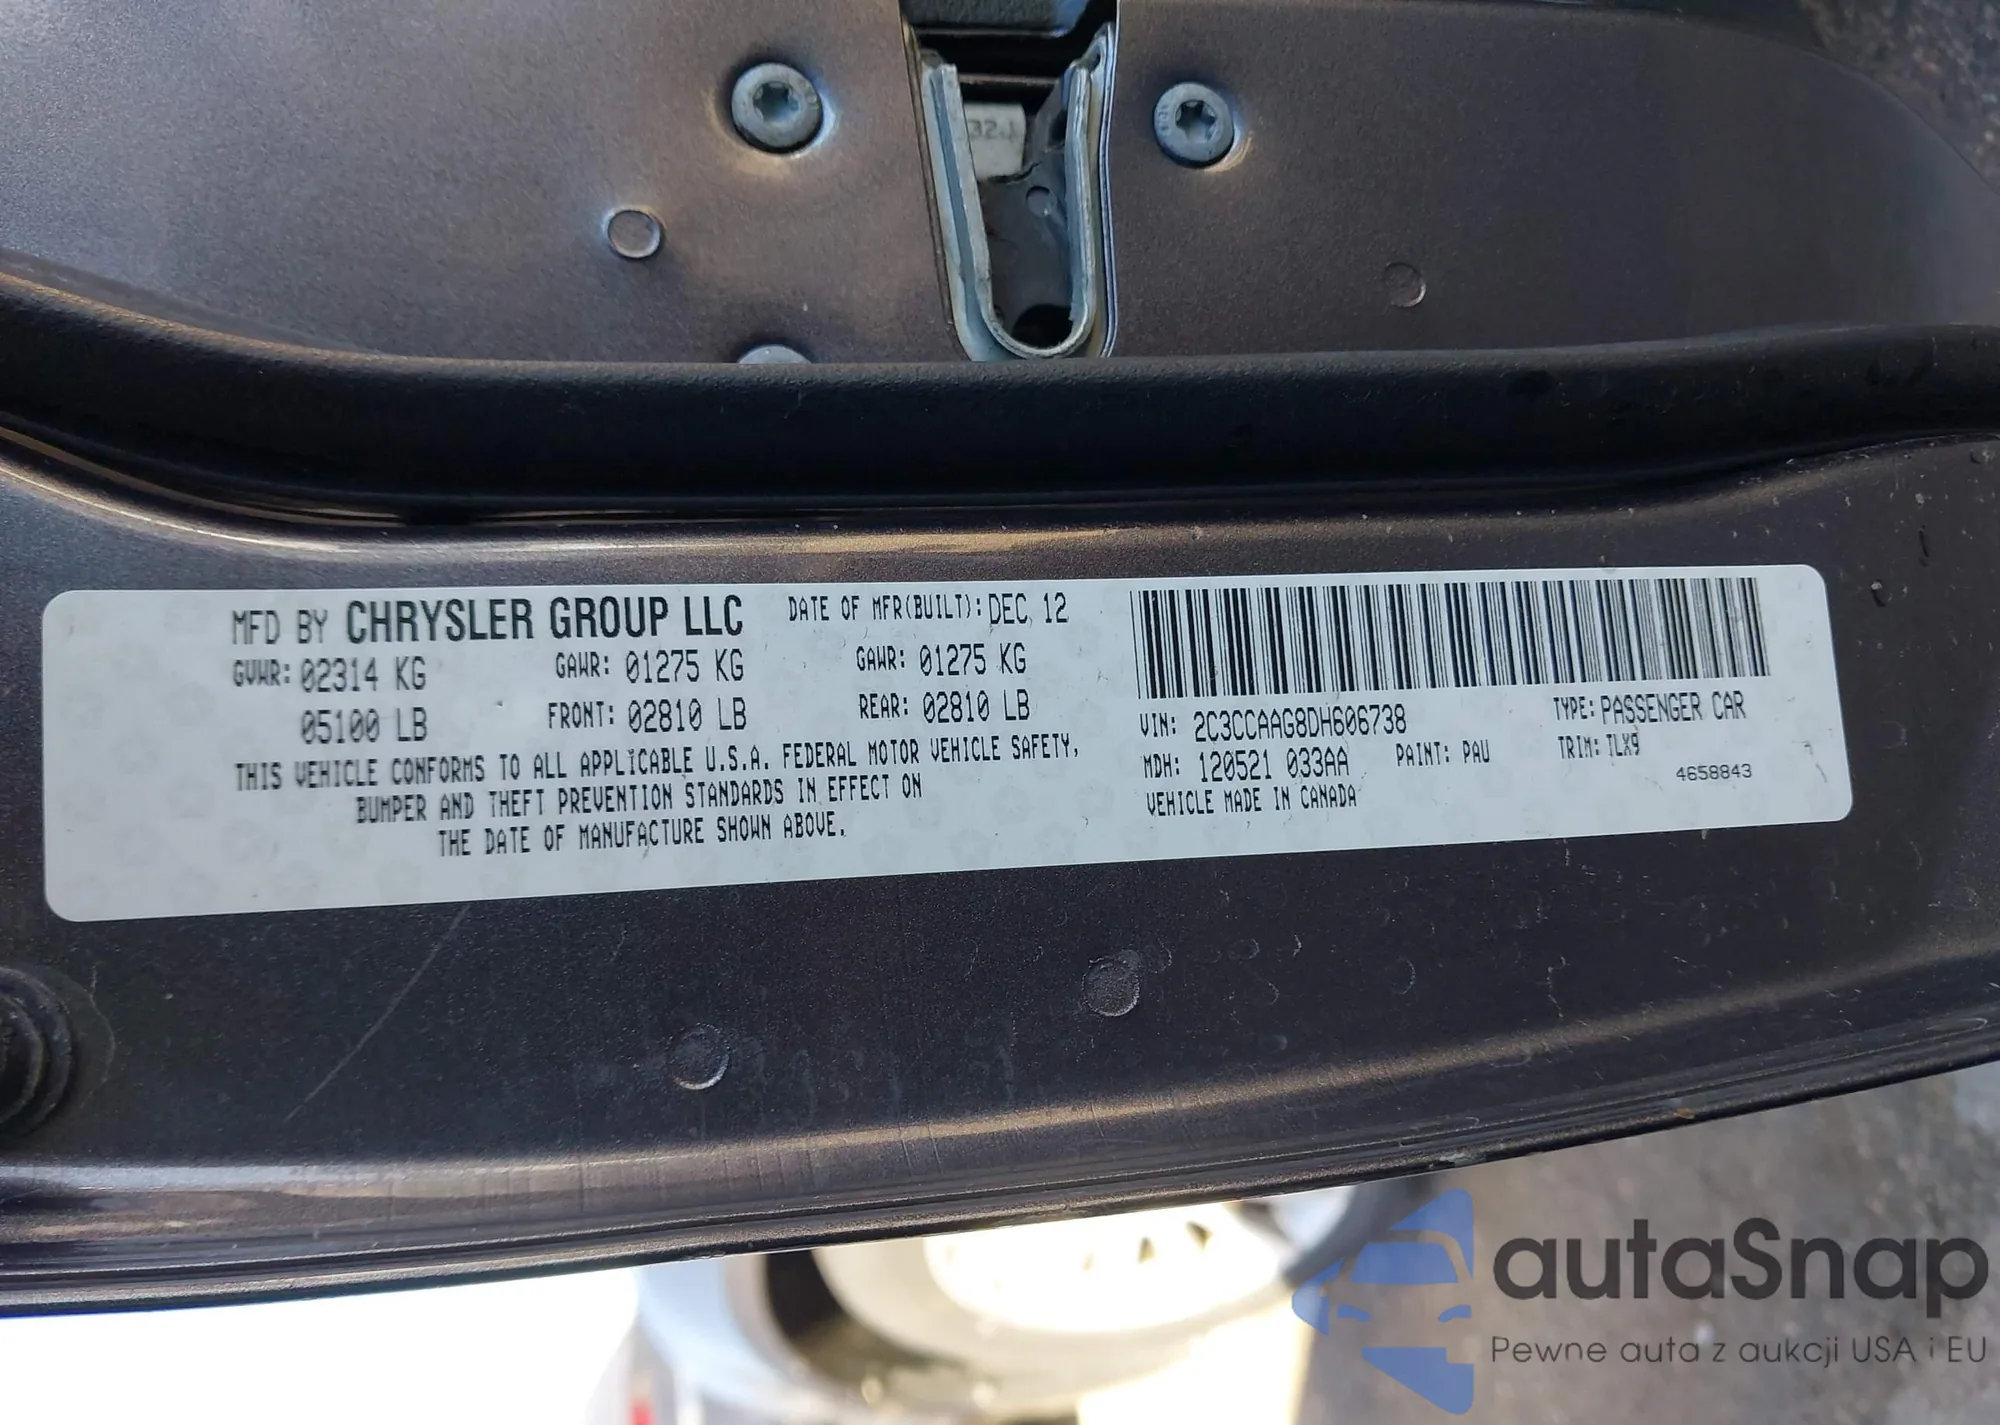 32J
MFD BY CHRYSLER GROUP LLC
DATE OF MFR(BUILT): DEC 12
GVWR: 02314 KG
GAWR: 01275 KG
GAWR: 01275 KG
05100 LB
FRONT: 02810 LB
REAR: 02810 LB
THIS VEHICLE CONFORMS TO ALL APPLICABLE U.S.A. FEDERAL MOTOR VEHICLE SAFETY,
BUMPER AND THEFT PREVENTION STANDARDS IN EFFECT ON
THE DATE OF MANUFACTURE SHOWN ABOVE.
VIN: 2C3CCAAG8DH606738
TYPE: PASSENGER CAR
MDH: 120521 033AA
PAINT: PAU
TRIM: TLX9
VEHICLE MADE IN CANADA
4658843
autaSnap
Pewne auta z aukcji USA i EU